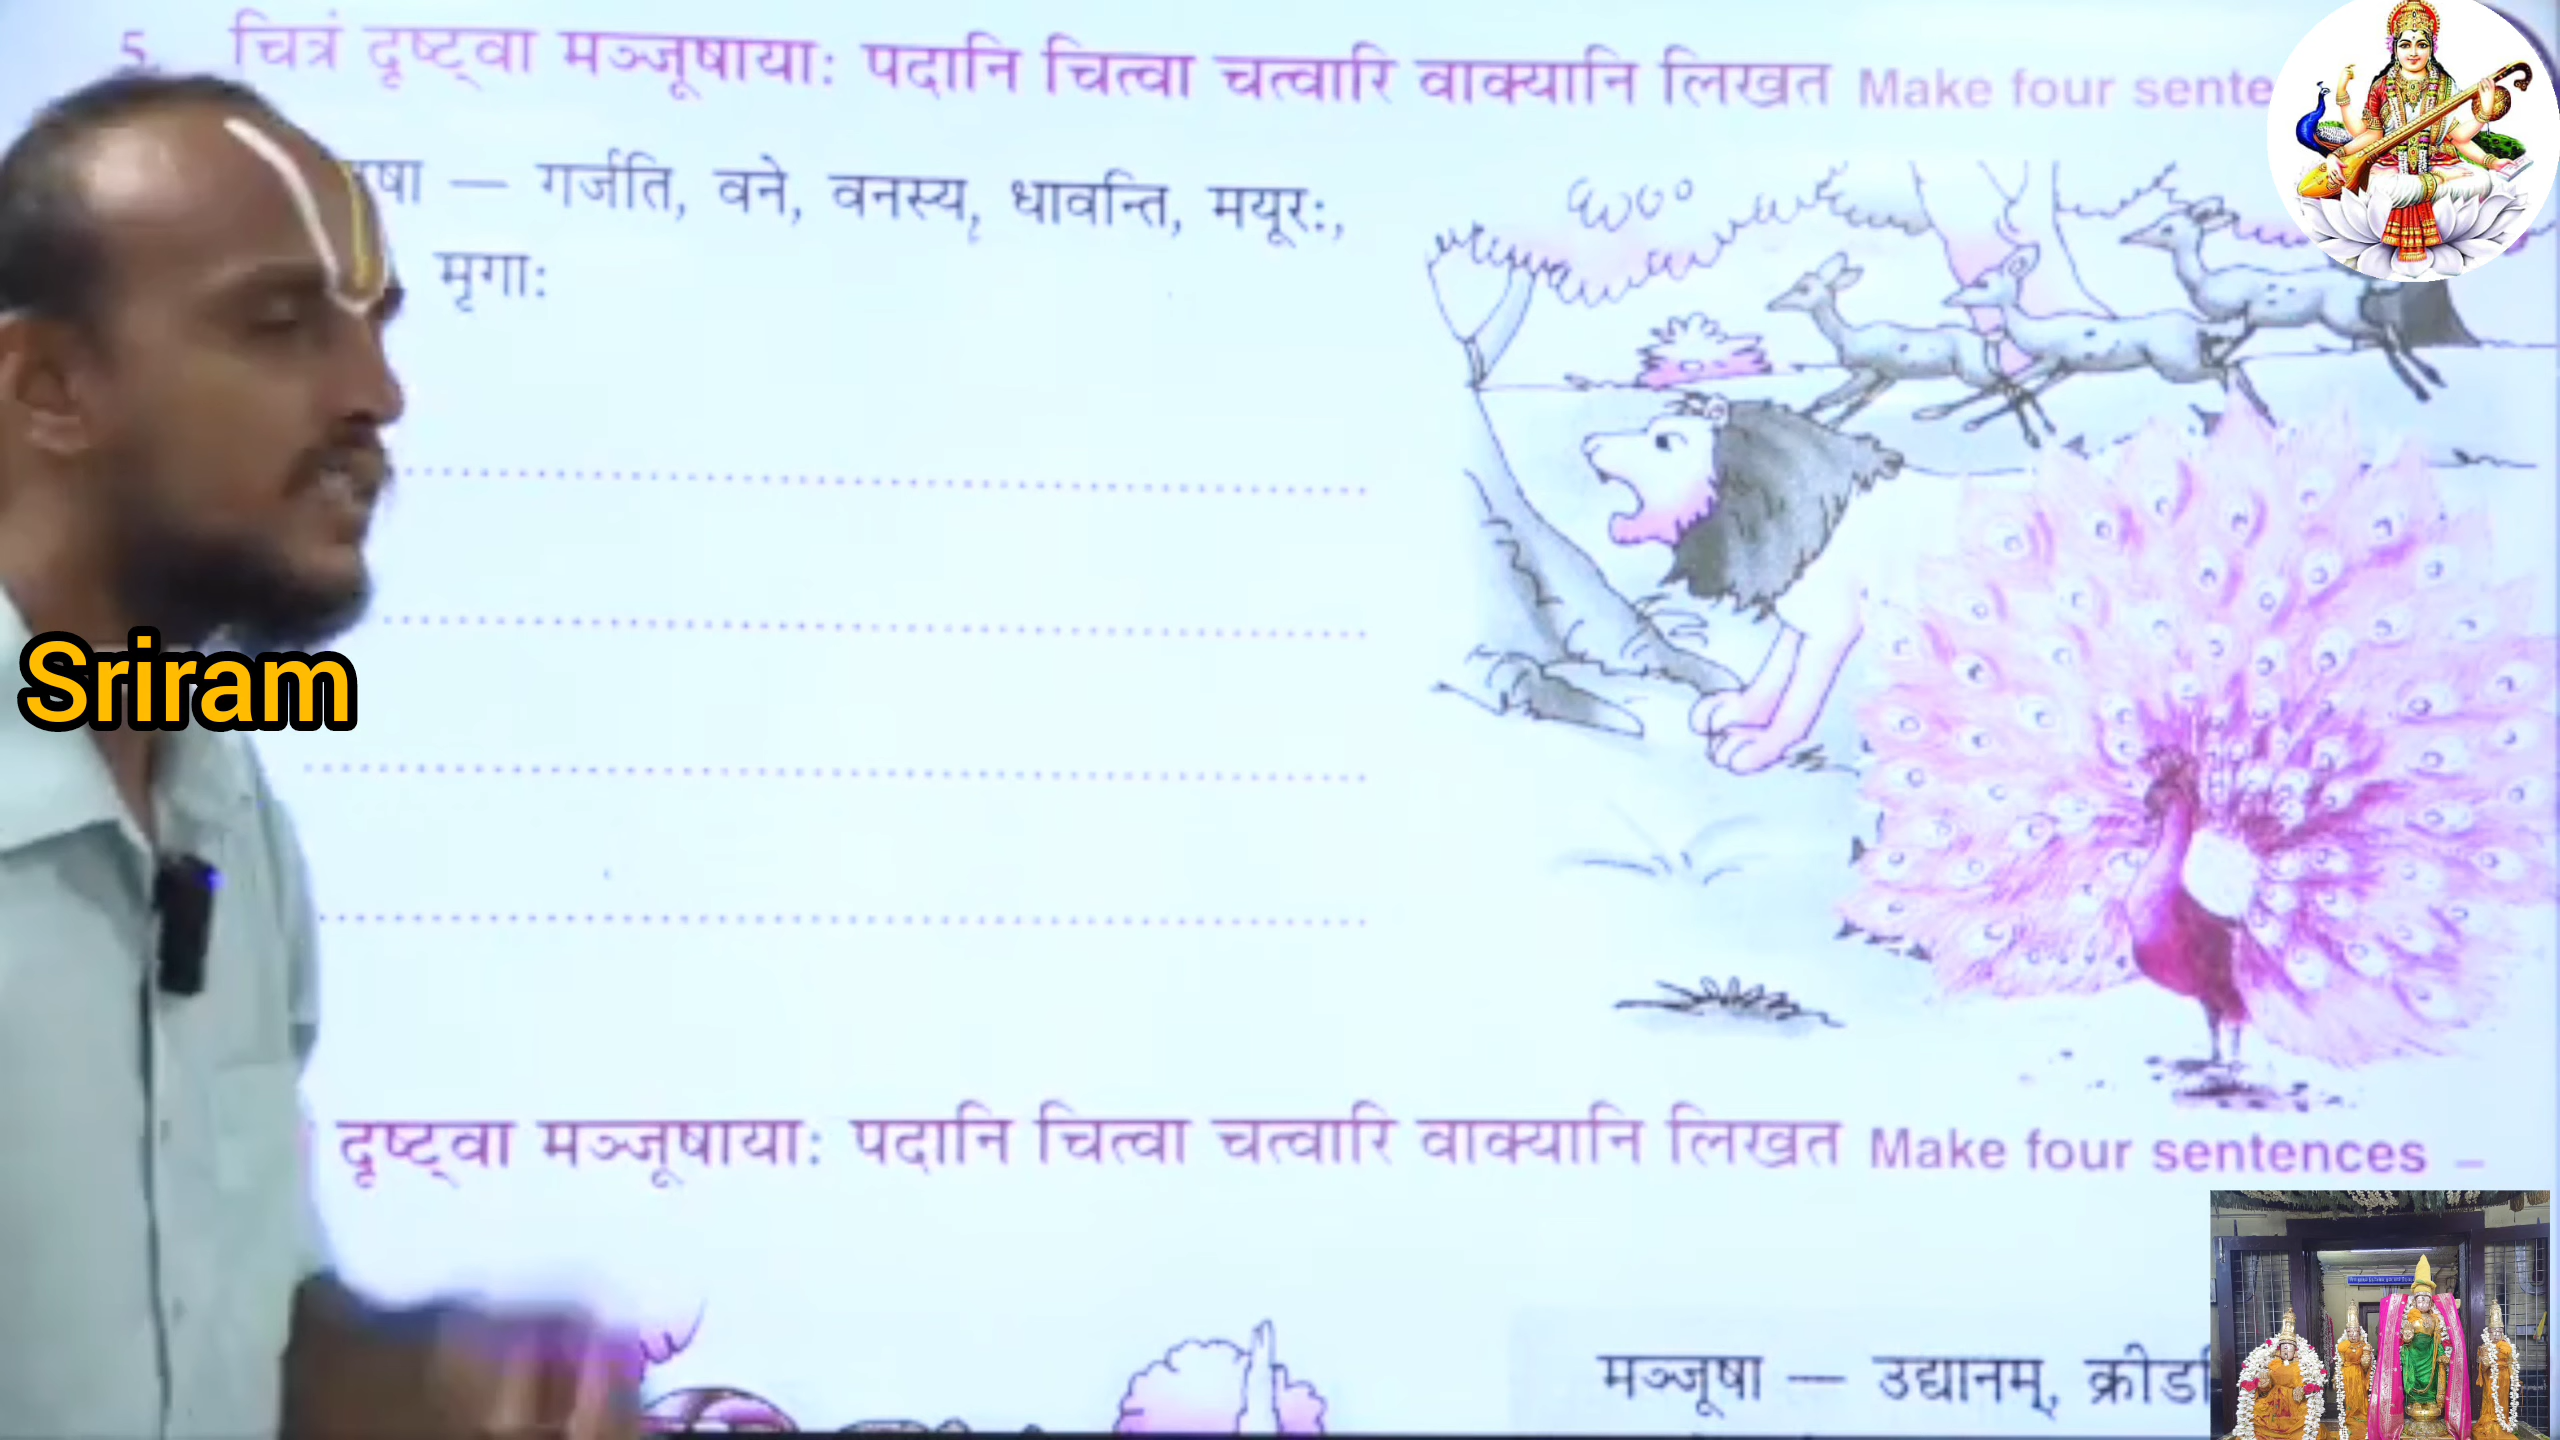 5. चित्रं दृष्ट्वा मञ्जूषायाः पदानि चित्वा चत्वारि वाक्यानि लिखत Make four sente
षा — गर्जति, वने, वनस्य, धावन्ति, मयूरः,
मृगाः
Sriram
दृष्ट्वा मञ्जूषायाः पदानि चित्वा चत्वारि वाक्यानि लिखत Make four sentences –
मञ्जूषा — उद्यानम्, क्रीड